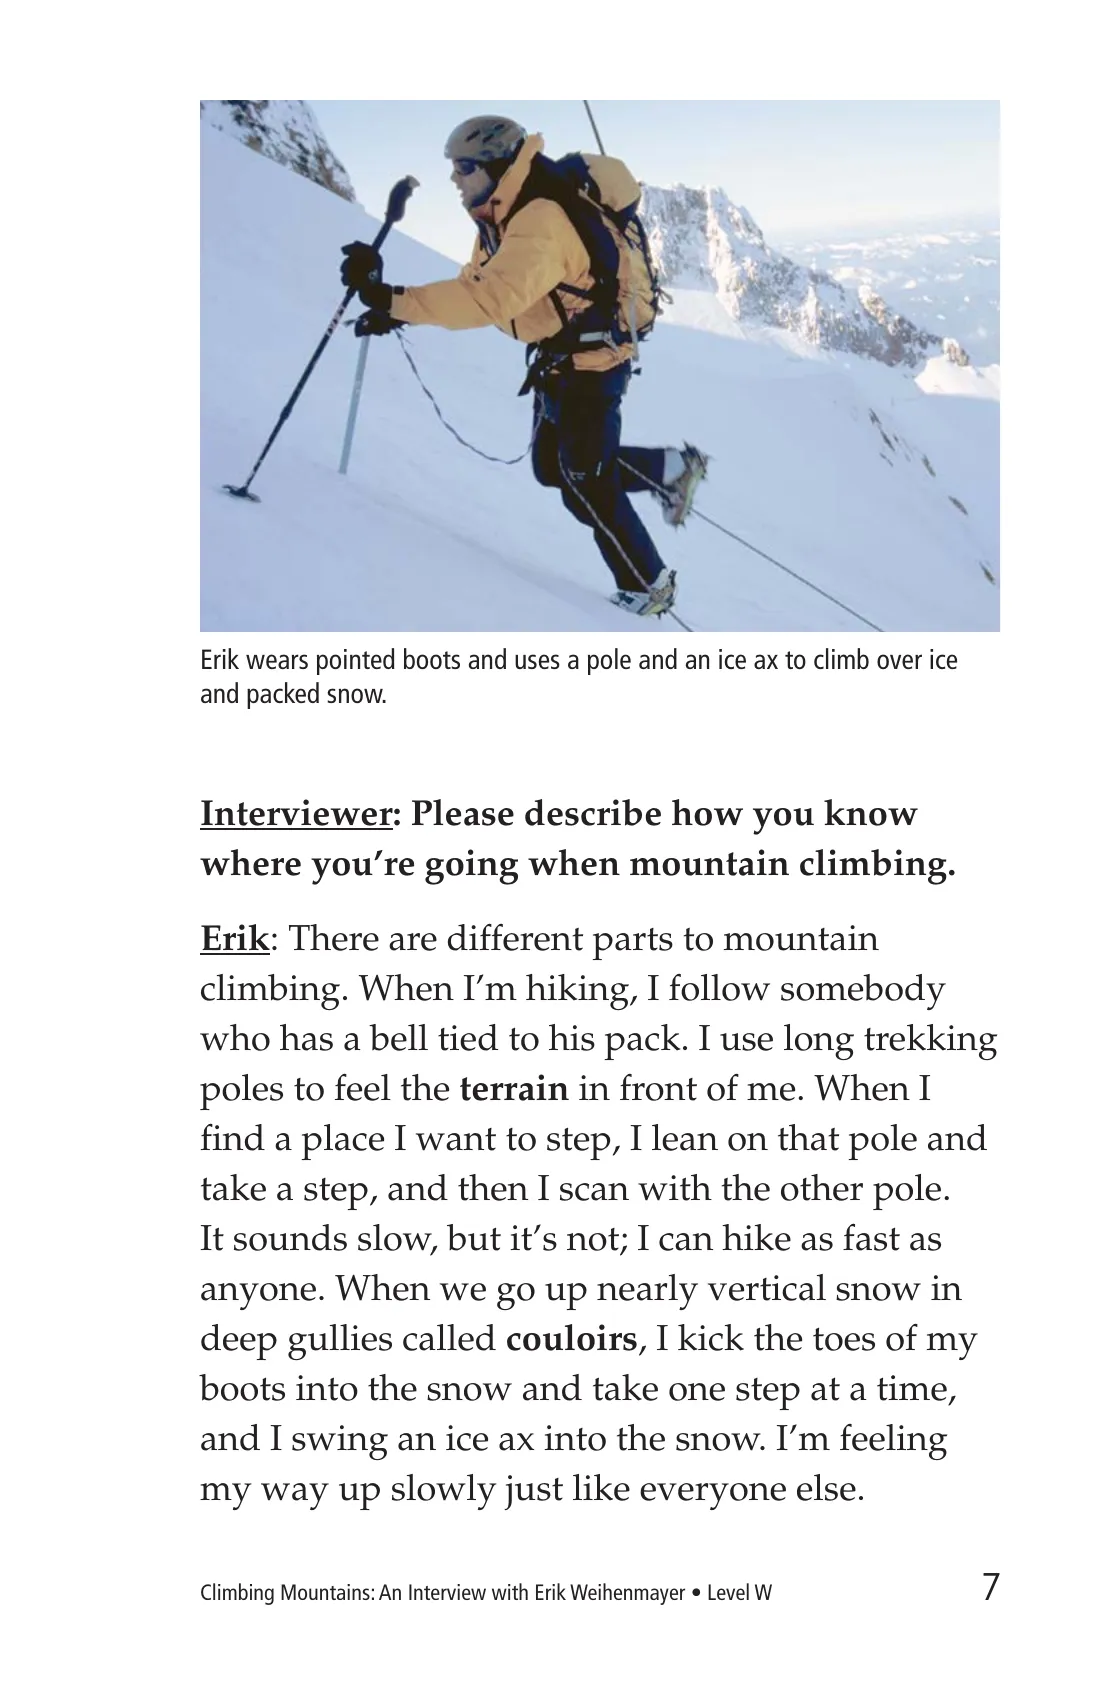 Erik wears pointed boots and uses a pole and an ice ax to climb over ice
and packed snow.
Interviewer: Please describe how you know
where you’re going when mountain climbing.
Erik: There are different parts to mountain
climbing. When I’m hiking, I follow somebody
who has a bell tied to his pack. I use long trekking
poles to feel the terrain in front of me. When I
find a place I want to step, I lean on that pole and
take a step, and then I scan with the other pole.
It sounds slow, but it’s not; I can hike as fast as
anyone. When we go up nearly vertical snow in
deep gullies called couloirs, I kick the toes of my
boots into the snow and take one step at a time,
and I swing an ice ax into the snow. I’m feeling
my way up slowly just like everyone else.
Climbing Mountains: An Interview with Erik Weihenmayer • Level W 7